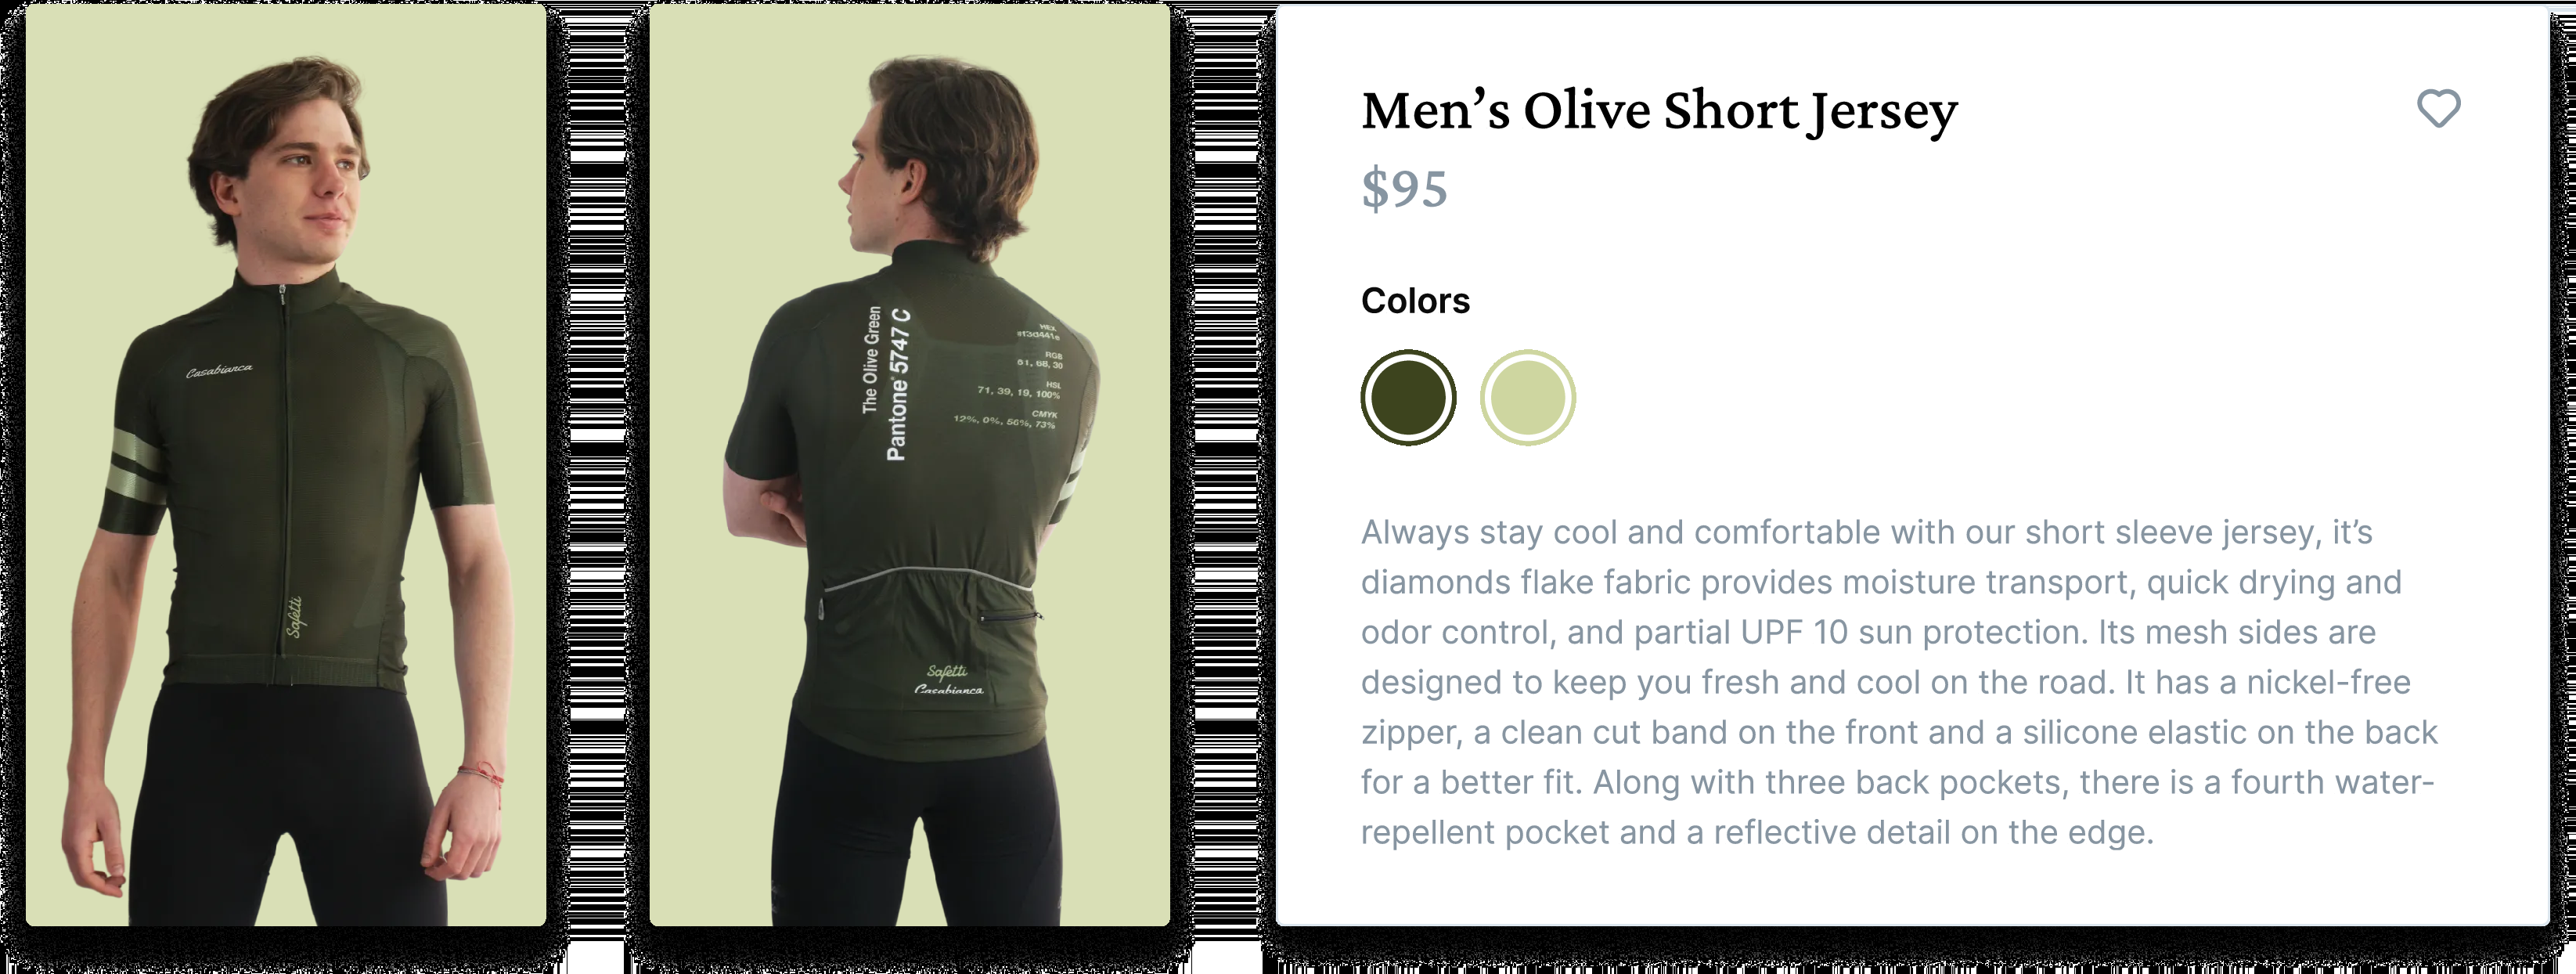 Casabianca
Safetti
The Olive Green
Pantone® 5747 C
HEX
#f3d441e
RGB
61, 68, 30
HSL
71, 39, 19, 100%
CMYK
12%, 0%, 56%, 73%
Safetti
Casabianca
Men’s Olive Short Jersey
$95
Colors
Always stay cool and comfortable with our short sleeve jersey, it’s
diamonds flake fabric provides moisture transport, quick drying and
odor control, and partial UPF 10 sun protection. Its mesh sides are
designed to keep you fresh and cool on the road. It has a nickel-free
zipper, a clean cut band on the front and a silicone elastic on the back
for a better fit. Along with three back pockets, there is a fourth water-
repellent pocket and a reflective detail on the edge.